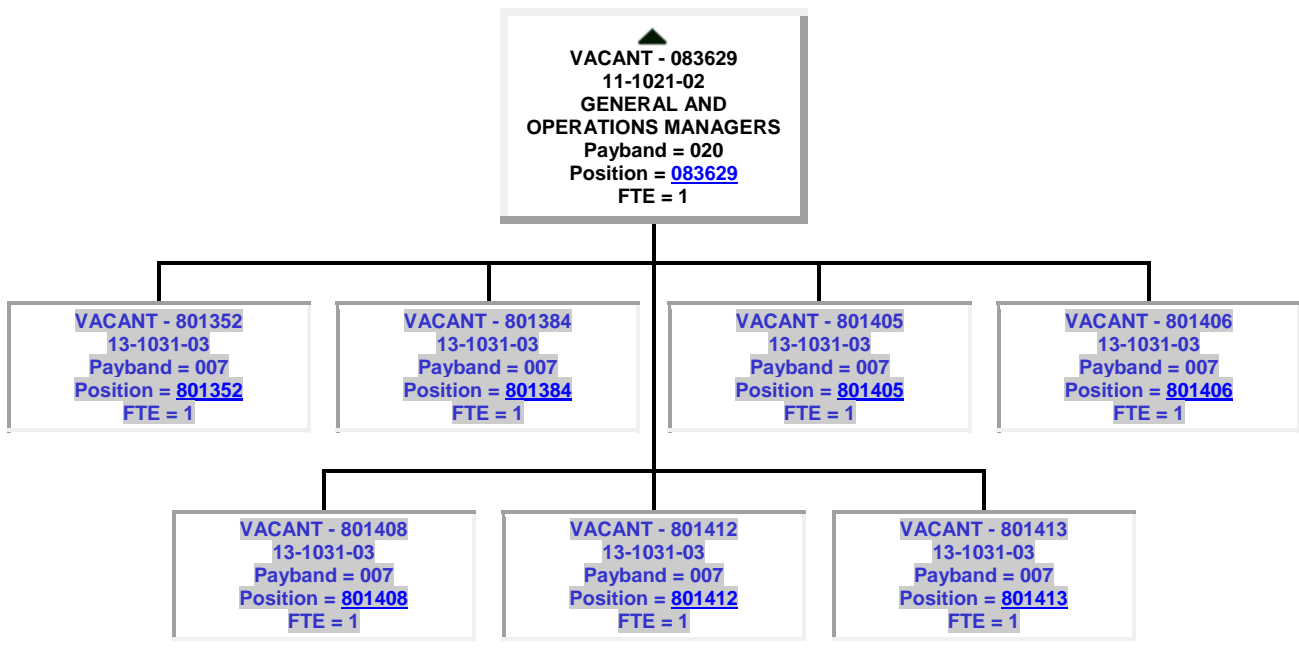 VACANT - 083629
11-1021-02
GENERAL AND
OPERATIONS MANAGERS
Payband = 020
Position = 083629
FTE = 1
VACANT - 801352
13-1031-03
Payband = 007
Position = 801352
FTE = 1
VACANT - 801384
13-1031-03
Payband = 007
Position = 801384
FTE = 1
VACANT - 801405
13-1031-03
Payband = 007
Position = 801405
FTE = 1
VACANT - 801406
13-1031-03
Payband = 007
Position = 801406
FTE = 1
VACANT - 801408
13-1031-03
Payband = 007
Position = 801408
FTE = 1
VACANT - 801412
13-1031-03
Payband = 007
Position = 801412
FTE = 1
VACANT - 801413
13-1031-03
Payband = 007
Position = 801413
FTE = 1